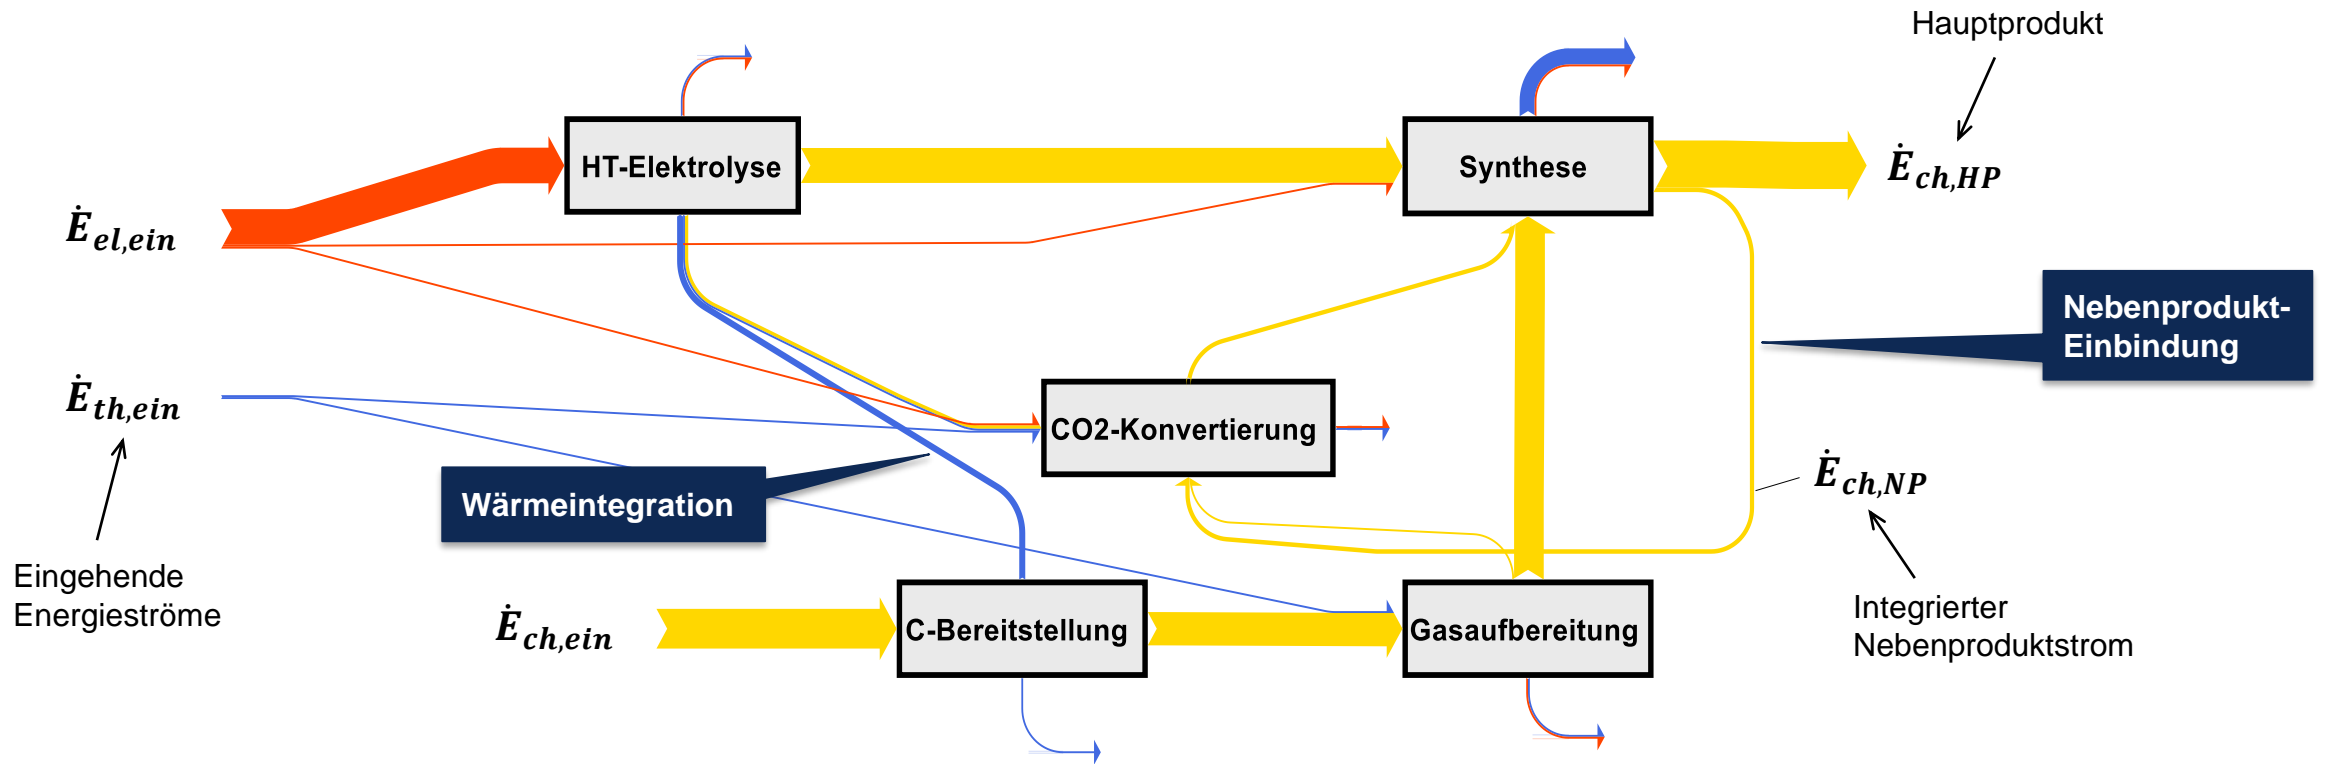 Hauptprodukt
HT-Elektrolyse
Synthese
Ė_ch,HP
Ė_el,ein
Nebenprodukt-
Einbindung
Ė_th,ein
CO2-Konvertierung
Ė_ch,NP
Wärmeintegration
Eingehende
Energieströme
Ė_ch,ein
C-Bereitstellung
Gasaufbereitung
Integrierter
Nebenproduktstrom